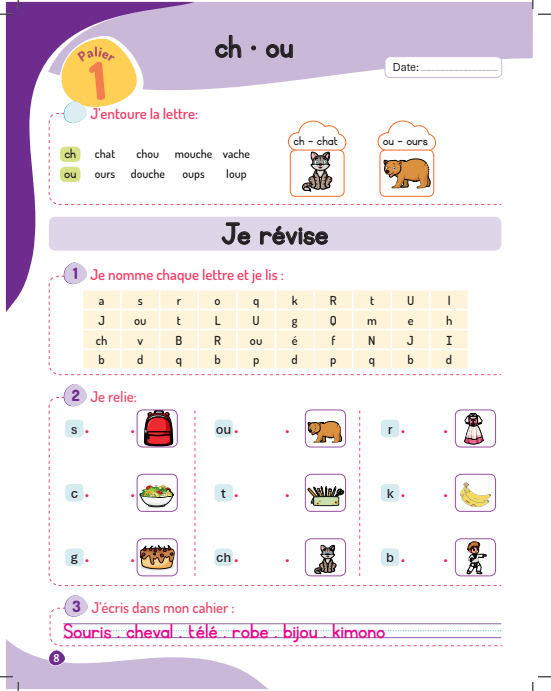 ch · ou
Palier
1
Date:
J'entoure la lettre:
ch chat chou mouche vache
ou ours douche oups loup
ch - chat
ou - ours
Je révise
1 Je nomme chaque lettre et je lis :
a s r o q k R t U l
J ou t L U g Q m e h
ch v B R ou é f N J I
b d q b p d p q b d
2 Je relie:
s ou r
c t k
g ch b
3 J'écris dans mon cahier :
Souris . cheval . télé . robe . bijou . kimono
8